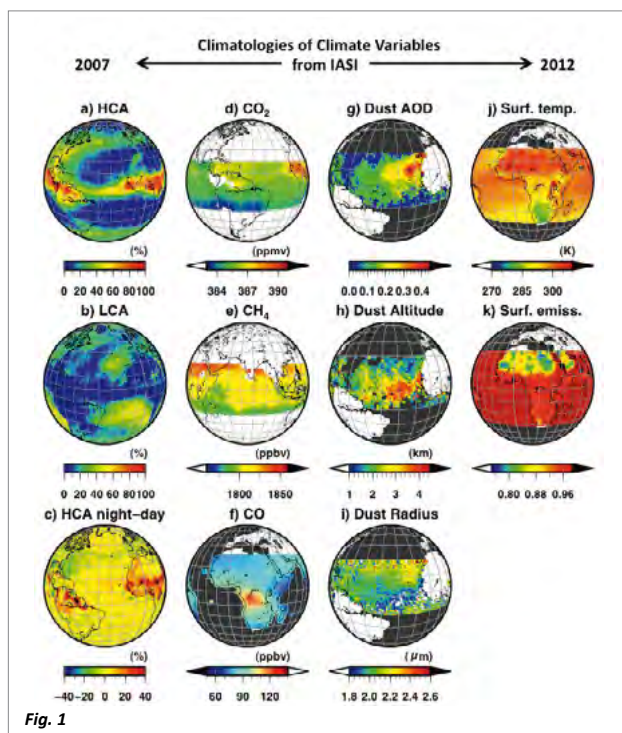 Climatologies of Climate Variables
2007 from IASI 2012
a) HCA d) CO₂ g) Dust AOD j) Surf. temp.
(%) (ppmv) (K)
0 20 40 60 80 100 384 387 390 0.0 0.1 0.2 0.3 0.4 270 285 300
b) LCA e) CH₄ h) Dust Altitude k) Surf. emiss.
(%) (ppbv) (km)
0 20 40 60 80 100 1800 1850 1 2 3 4 0.80 0.88 0.96
c) HCA night–day f) CO i) Dust Radius
(%) (ppbv) (μm)
−40 −20 0 20 40 60 90 120 1.8 2.0 2.2 2.4 2.6
Fig. 1